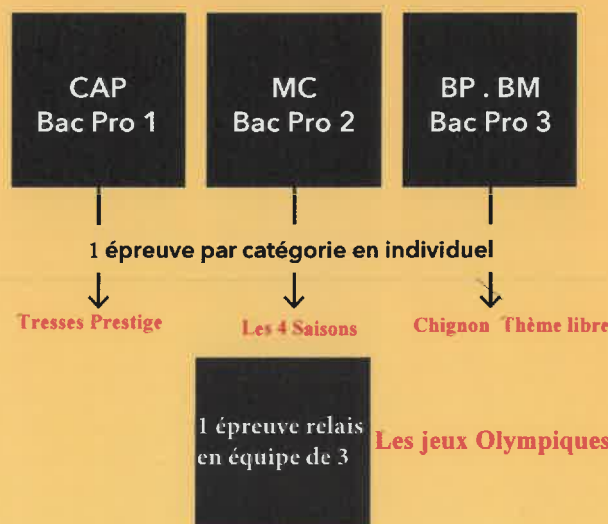 CAP
Bac Pro 1
MC
Bac Pro 2
BP . BM
Bac Pro 3
1 épreuve par catégorie en individuel
Tresses Prestige
Les 4 Saisons
Chignon Thème libre
1 épreuve relais
en équipe de 3
Les jeux Olympiques